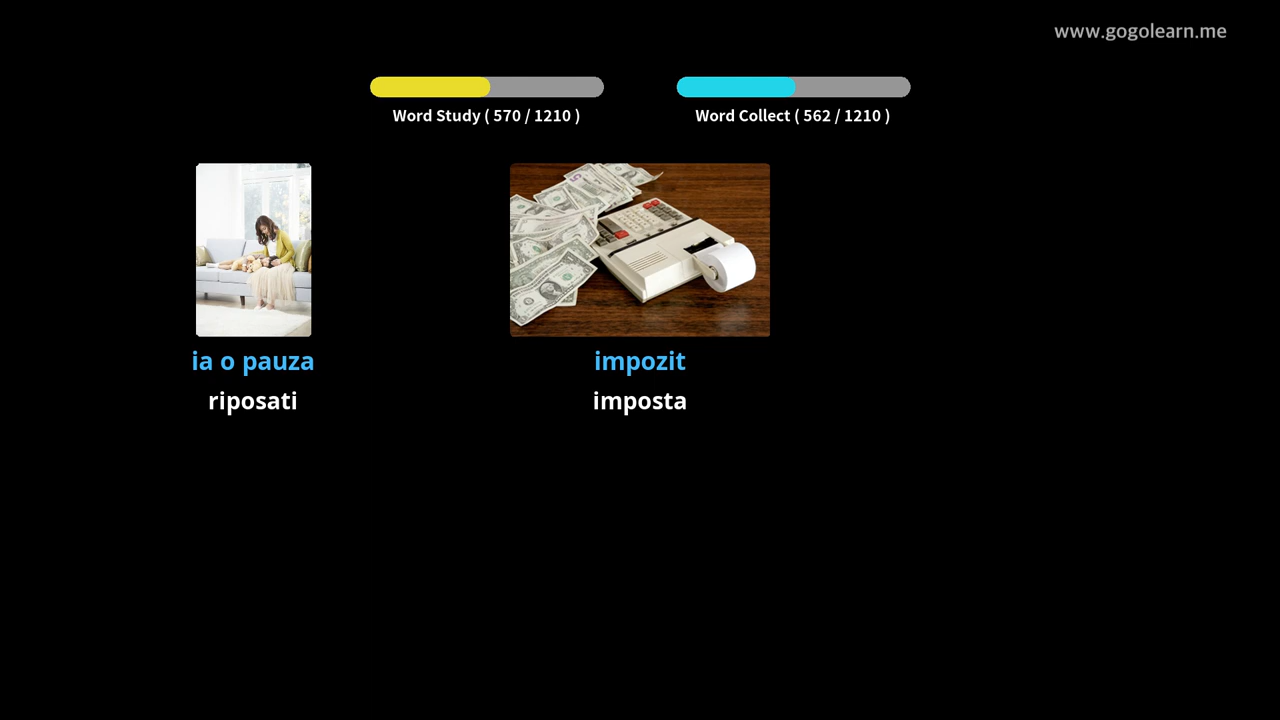 www.gogolearn.me
Word Study ( 570 / 1210 )
Word Collect ( 562 / 1210 )
ia o pauza
riposati
impozit
imposta